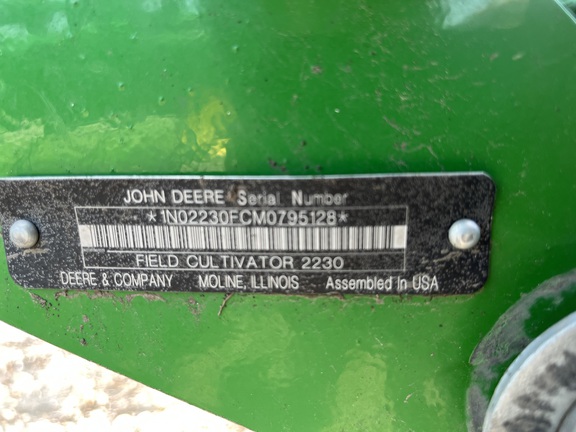 JOHN DEERE Serial Number
*1N02230FCM0795128*
FIELD CULTIVATOR 2230
DEERE & COMPANY MOLINE, ILLINOIS Assembled In USA